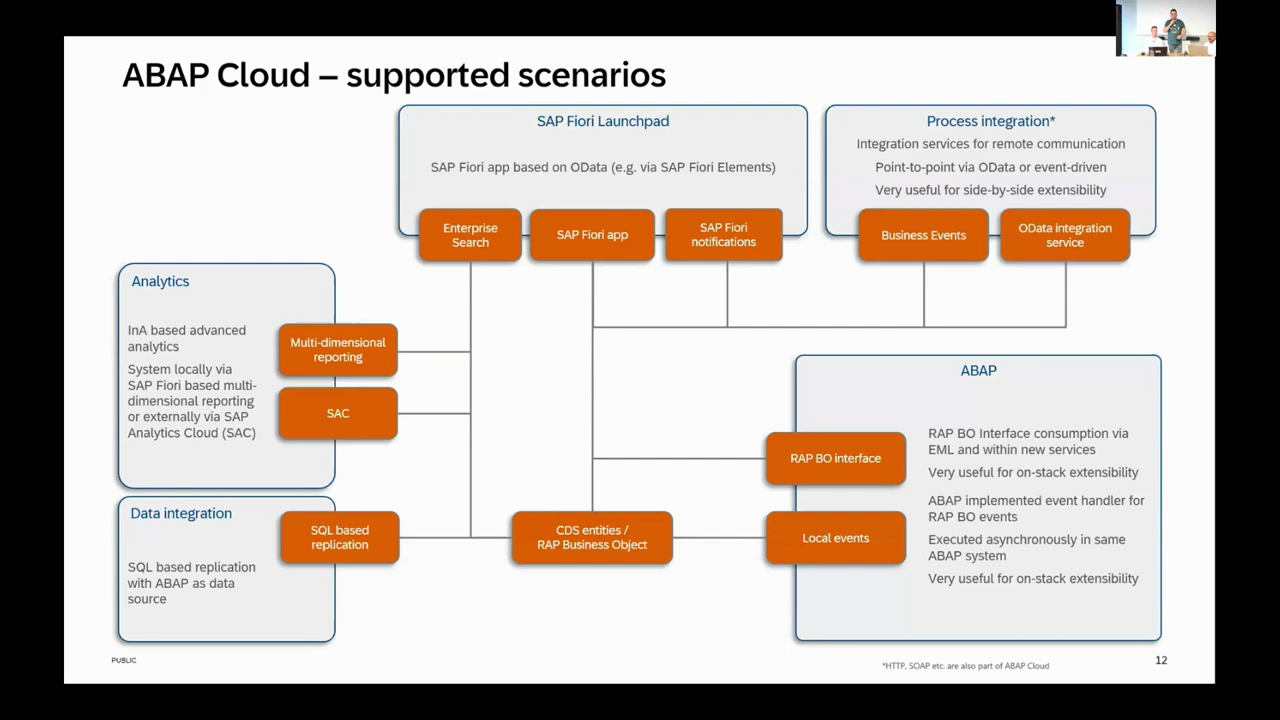 ABAP Cloud – supported scenarios
SAP Fiori Launchpad
SAP Fiori app based on OData (e.g. via SAP Fiori Elements)
Enterprise
Search
SAP Fiori app
SAP Fiori
notifications
Process integration*
Integration services for remote communication
Point-to-point via OData or event-driven
Very useful for side-by-side extensibility
Business Events
OData integration
service
Analytics
InA based advanced
analytics
System locally via
SAP Fiori based multi-
dimensional reporting
or externally via SAP
Analytics Cloud (SAC)
Multi-dimensional
reporting
SAC
Data integration
SQL based replication
with ABAP as data
source
SQL based
replication
CDS entities /
RAP Business Object
ABAP
RAP BO interface
RAP BO Interface consumption via
EML and within new services
Very useful for on-stack extensibility
Local events
ABAP implemented event handler for
RAP BO events
Executed asynchronously in same
ABAP system
Very useful for on-stack extensibility
PUBLIC
*HTTP, SOAP etc. are also part of ABAP Cloud
12